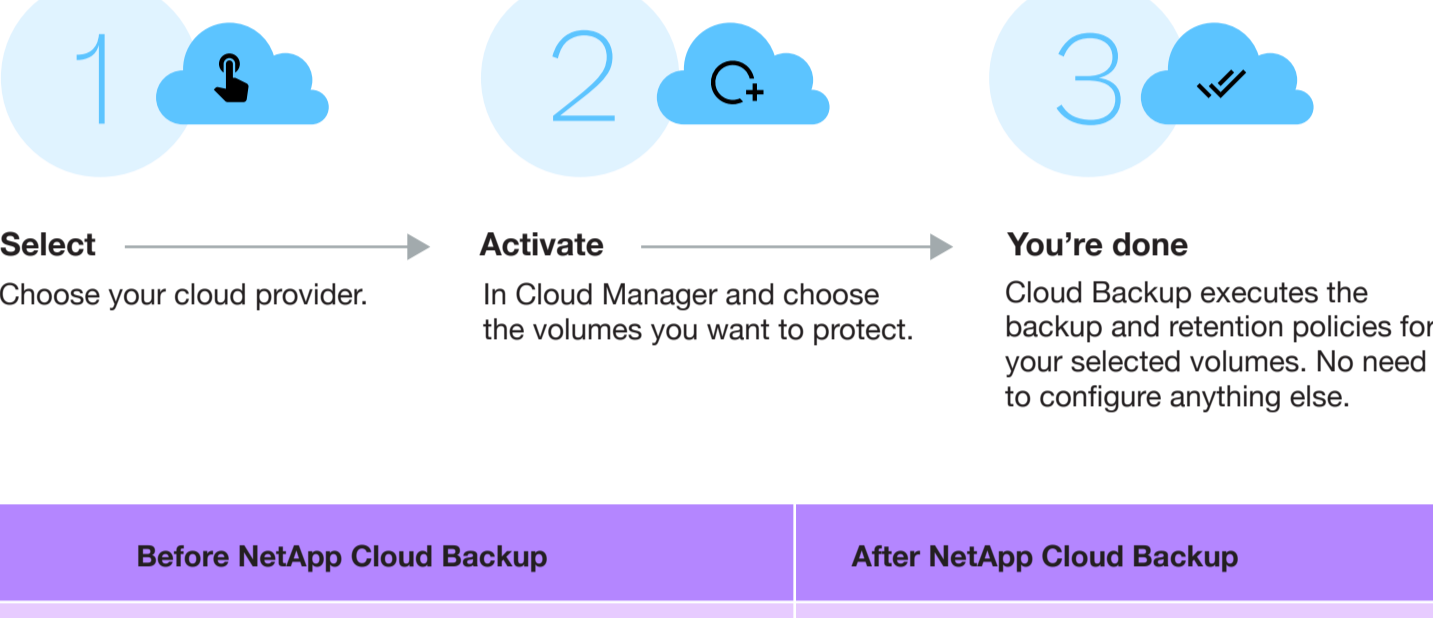 1
2
3
Select
Choose your cloud provider.
Activate
In Cloud Manager and choose
the volumes you want to protect.
You’re done
Cloud Backup executes the
backup and retention policies for
your selected volumes. No need
to configure anything else.
Before NetApp Cloud Backup
After NetApp Cloud Backup